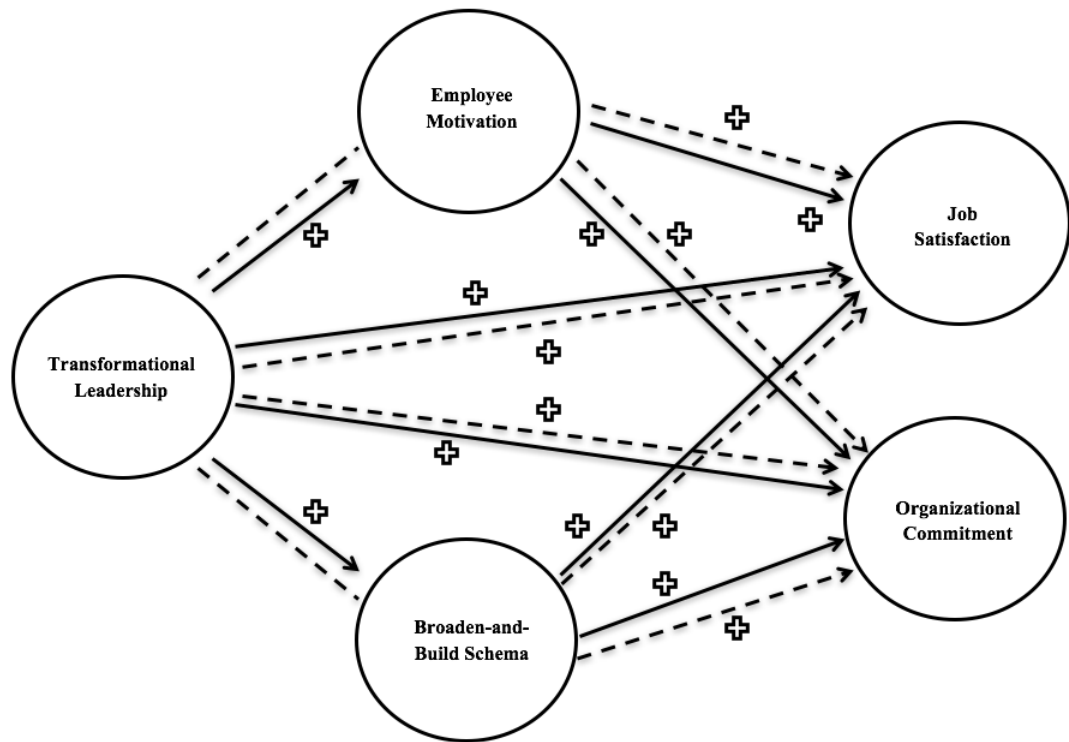 Employee
Motivation
Job
Satisfaction
Transformational
Leadership
Organizational
Commitment
Broaden-and-
Build Schema